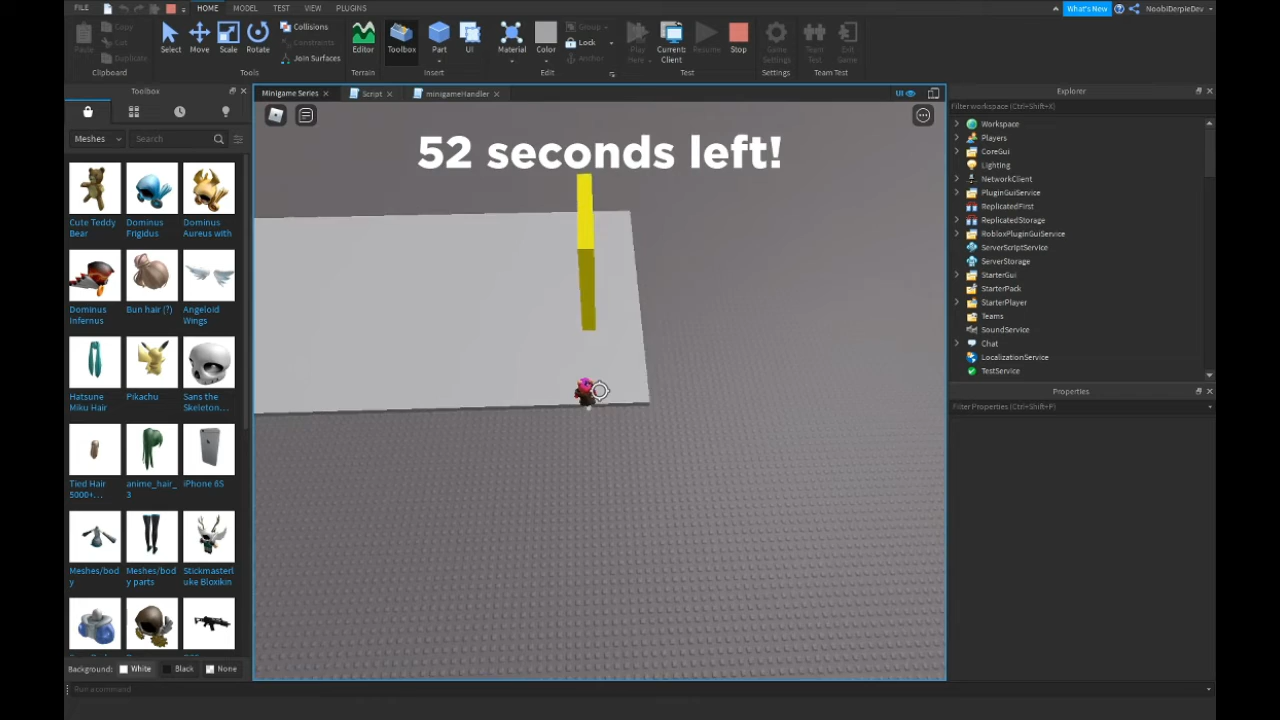 FILE HOME MODEL TEST VIEW PLUGINS What's New NoobiDerpieDev
Paste Copy Cut Duplicate Select Move Scale Rotate Collisions Constraints Join Surfaces Editor Toolbox Part UI Material Color Group Lock Anchor Play Here Current: Client Resume Stop Game Settings Team Test Exit Game
Clipboard Tools Terrain Insert Edit Test Settings Team Test
Toolbox
Minigame Series Script minigameHandler UI
Explorer
Filter workspace (Ctrl+Shift+X)
Meshes Search
52 seconds left!
Cute Teddy Bear
Dominus Frigidus
Dominus Aureus with
Dominus Infernus
Bun hair (?)
Angeloid Wings
Hatsune Miku Hair
Pikachu
Sans the Skeleton...
Tied Hair 5000+...
anime_hair_3
iPhone 6S
Meshes/body
Meshes/body parts
Stickmasterluke Bloxikin
Background: White Black None
Run a command
Workspace
Players
CoreGui
Lighting
NetworkClient
PluginGuiService
ReplicatedFirst
ReplicatedStorage
RobloxPluginGuiService
ServerScriptService
ServerStorage
StarterGui
StarterPack
StarterPlayer
Teams
SoundService
Chat
LocalizationService
TestService
Properties
Filter Properties (Ctrl+Shift+P)